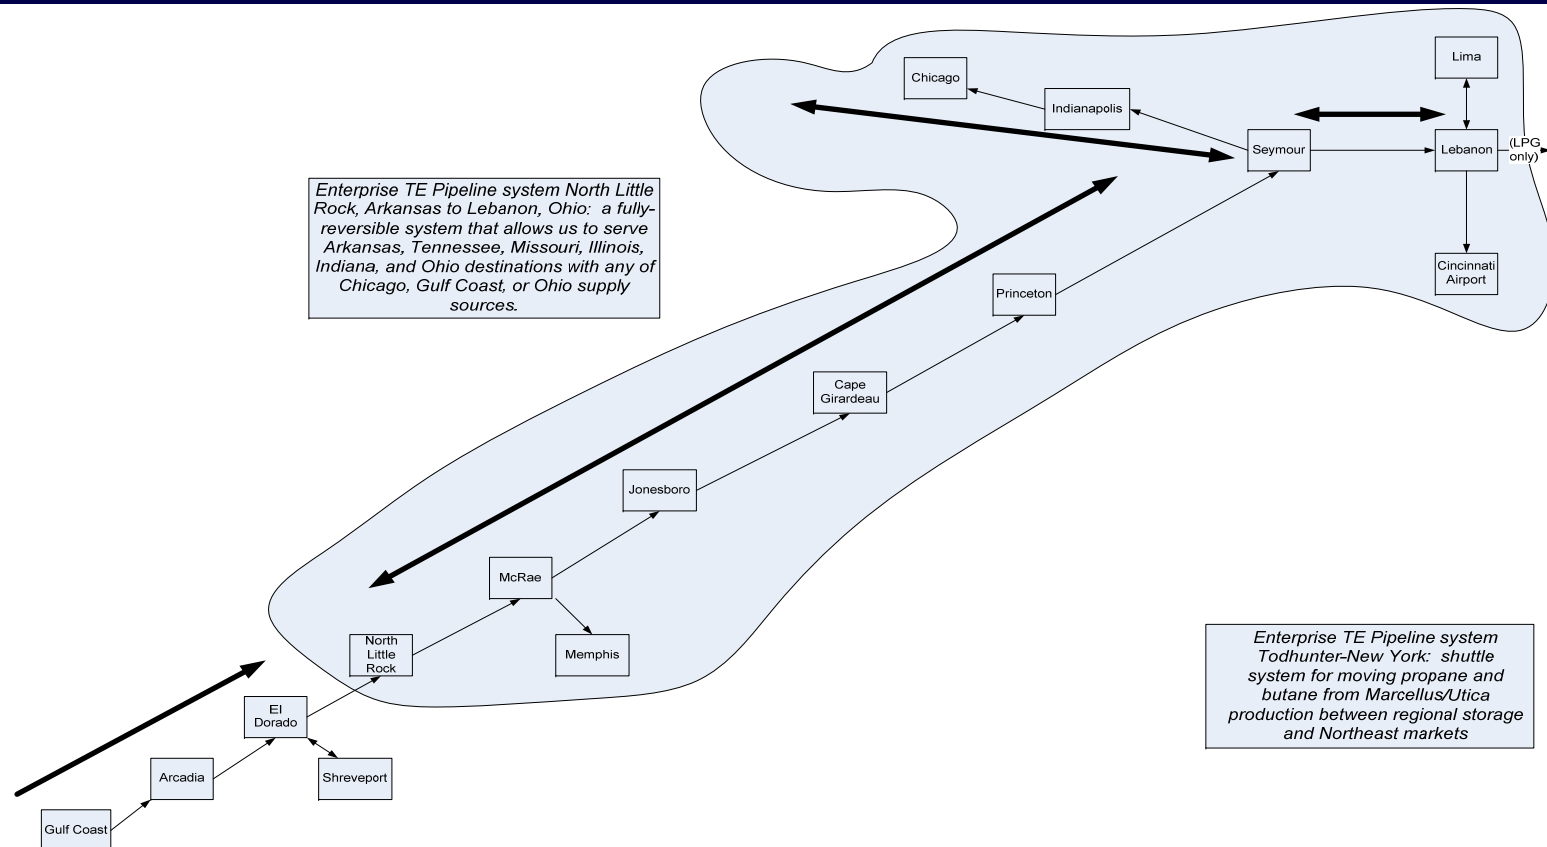 Lima
Chicago
Indianapolis
Seymour
Lebanon
(LPG
only)
Enterprise TE Pipeline system North Little
Rock, Arkansas to Lebanon, Ohio:  a fully-
reversible system that allows us to serve
Arkansas, Tennessee, Missouri, Illinois,
Indiana, and Ohio destinations with any of
Chicago, Gulf Coast, or Ohio supply
sources.
Cincinnati
Airport
Princeton
Cape
Girardeau
Jonesboro
McRae
North
Little
Rock
Memphis
Enterprise TE Pipeline system
Todhunter-New York:  shuttle
system for moving propane and
butane from Marcellus/Utica
production between regional storage
and Northeast markets
El
Dorado
Arcadia
Shreveport
Gulf Coast